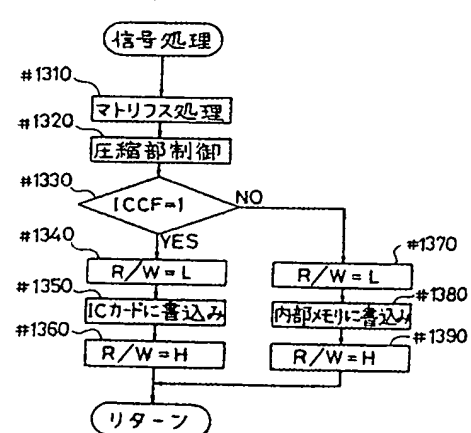 信号処理
#1310
マトリフス処理
#1320
圧縮部制御
#1330
ICCF=1
NO
YES
#1340
R/W=L
#1370
R/W=L
#1350
ICカードに書込み
#1380
内部メモリに書込み
#1360
R/W=H
#1390
R/W=H
リターン